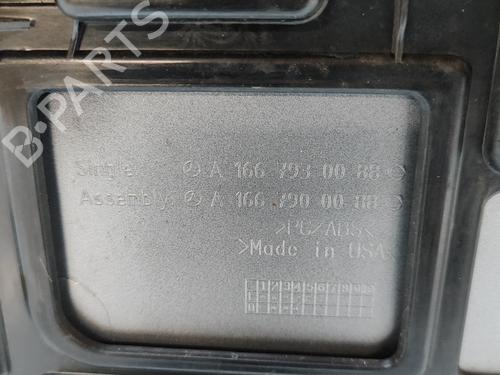 B-PARTS
Single: A 166 793 00 88
Assembly: A 166 790 00 88
>PC/ABS<
>Made in USA<